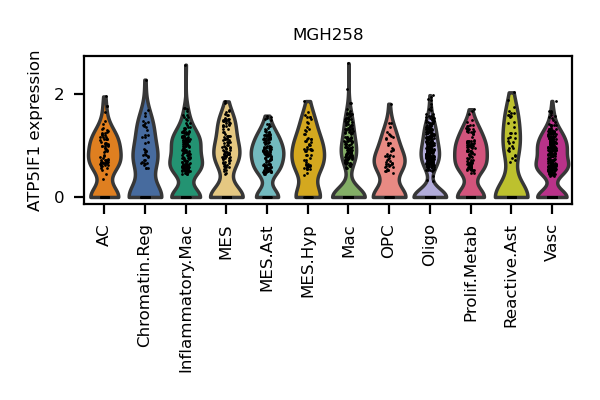 MGH258
ATP5IF1 expression
2
0
AC
Chromatin.Reg
Inflammatory.Mac
MES
MES.Ast
MES.Hyp
Mac
OPC
Oligo
Prolif.Metab
Reactive.Ast
Vasc